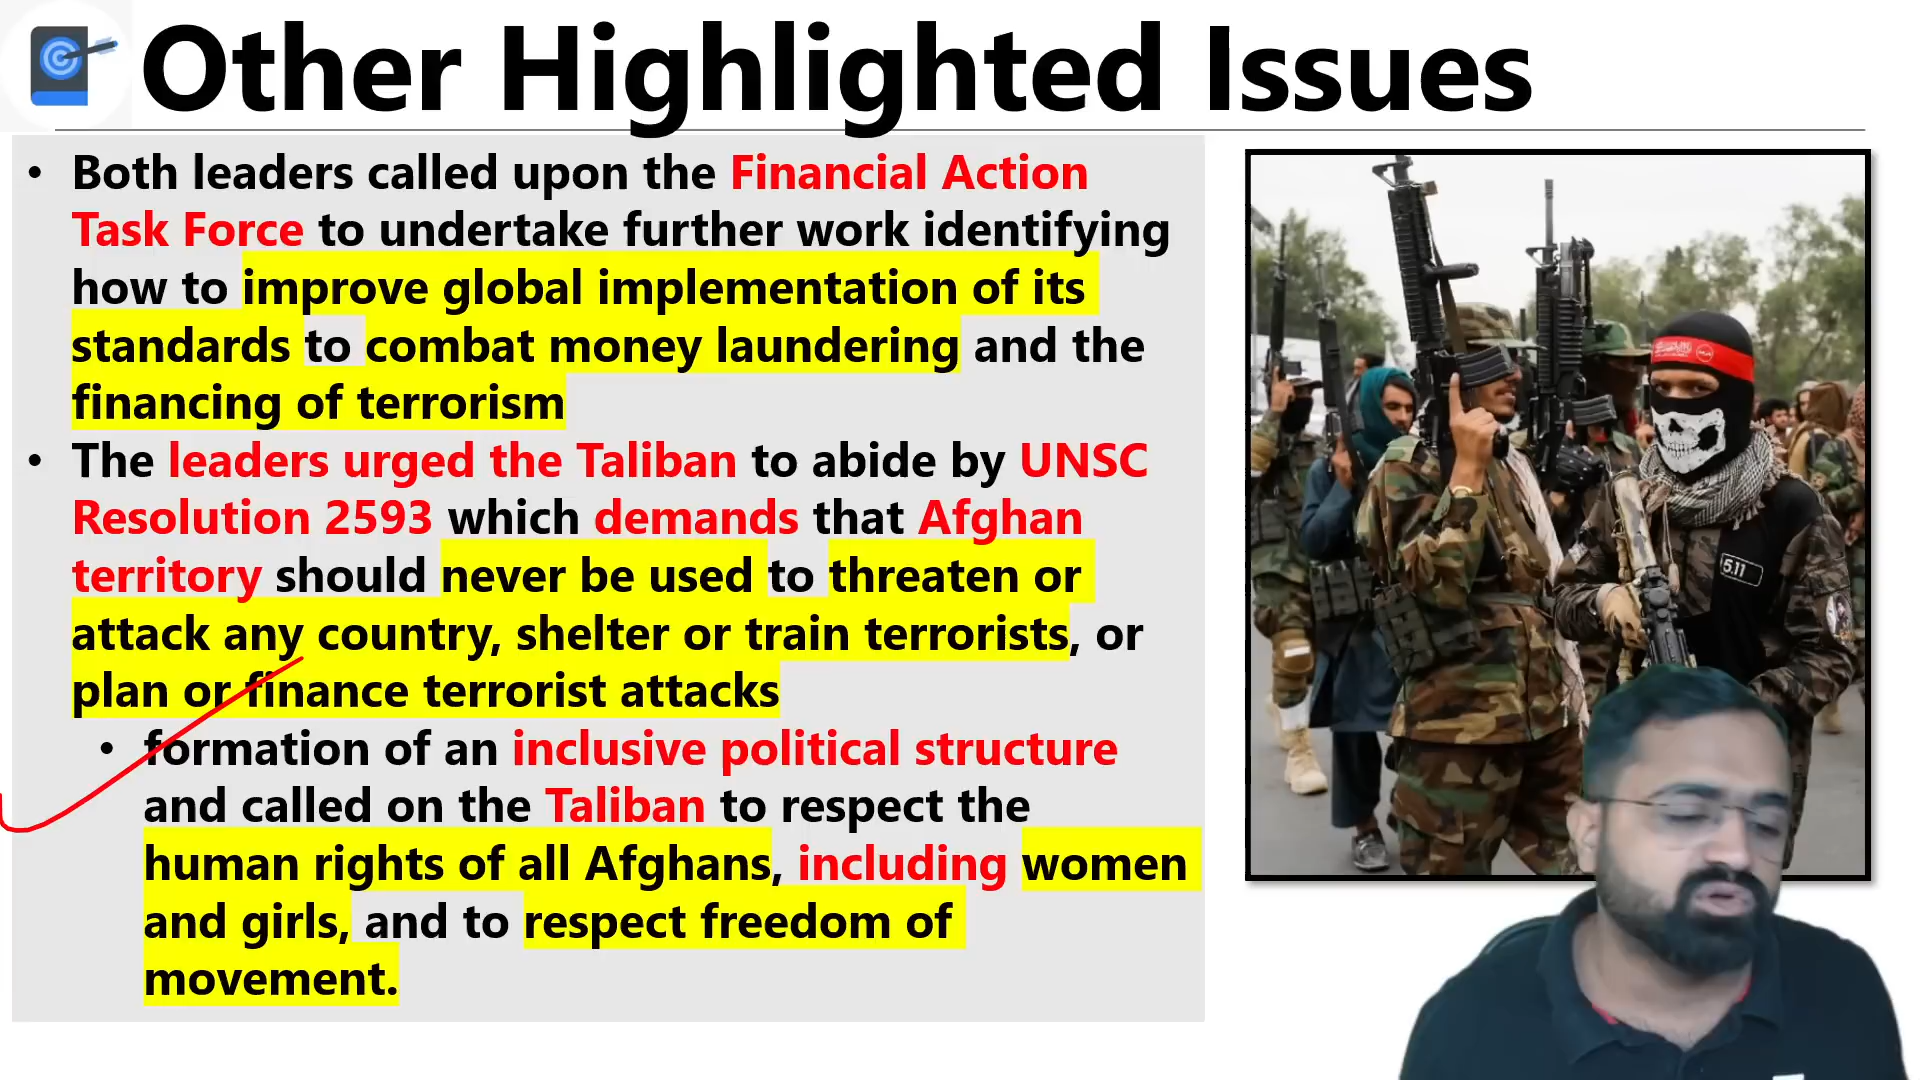 Other Highlighted Issues
• Both leaders called upon the Financial Action
Task Force to undertake further work identifying
how to improve global implementation of its
standards to combat money laundering and the
financing of terrorism
• The leaders urged the Taliban to abide by UNSC
Resolution 2593 which demands that Afghan
territory should never be used to threaten or
attack any country, shelter or train terrorists, or
plan or finance terrorist attacks
• formation of an inclusive political structure
and called on the Taliban to respect the
human rights of all Afghans, including women
and girls, and to respect freedom of
movement.
5.11